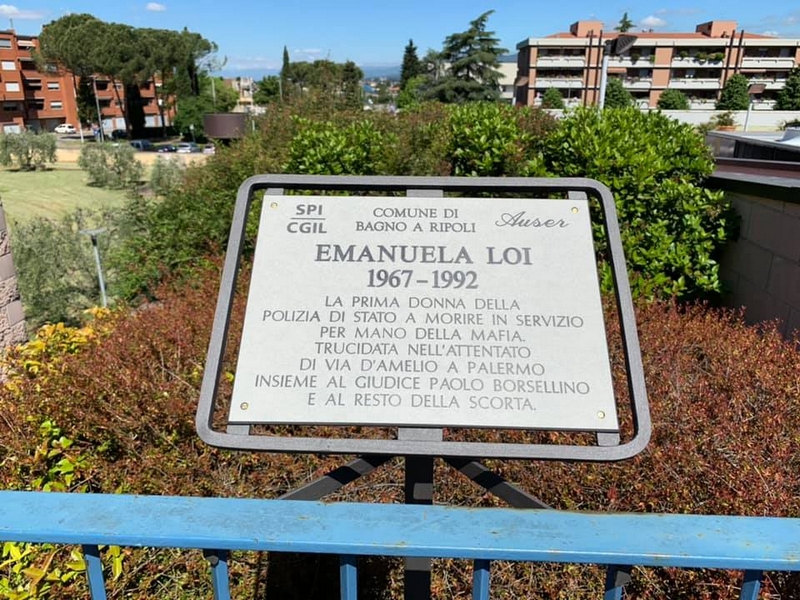 SPI
CGIL
COMUNE DI
BAGNO A RIPOLI
Auser
EMANUELA LOI
1967-1992
LA PRIMA DONNA DELLA
POLIZIA DI STATO A MORIRE IN SERVIZIO
PER MANO DELLA MAFIA.
TRUCIDATA NELL'ATTENTATO
DI VIA D'AMELIO A PALERMO
INSIEME AL GIUDICE PAOLO BORSELLINO
E AL RESTO DELLA SCORTA.